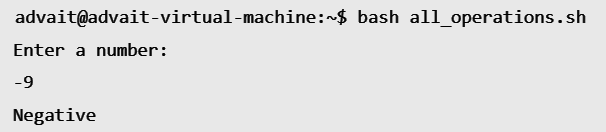 advait@advait-virtual-machine:~$ bash all_operations.sh
Enter a number:
-9
Negative